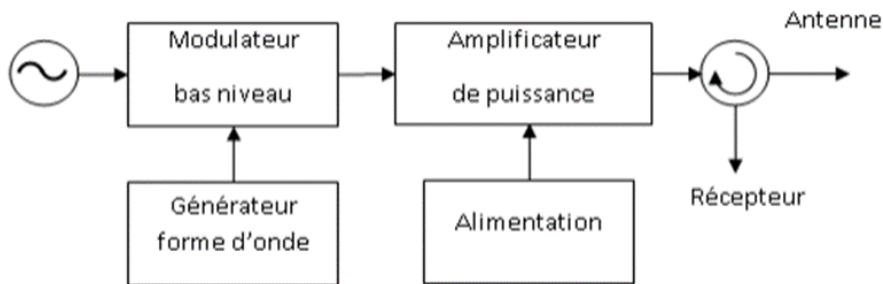 Antenne
Modulateur
bas niveau
Amplificateur
de puissance
Récepteur
Générateur
forme d'onde
Alimentation